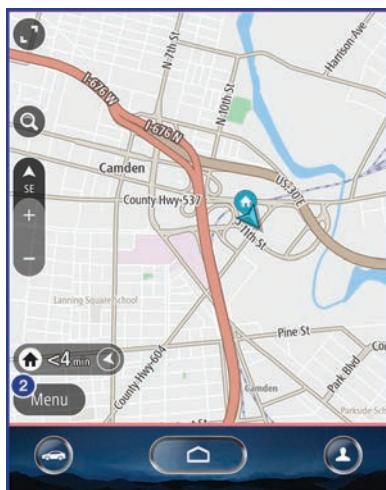 N 7th St
Harrison Ave
I-676 W
N 10th St
I-676 N
Camden
SE
US-30 E
County Hwy-537
S 11th St
Lanning Square School
Pine St
<4 min
County Hwy-604
Park Blvd
Cou
2
Menu
Camden
Parkside Sch